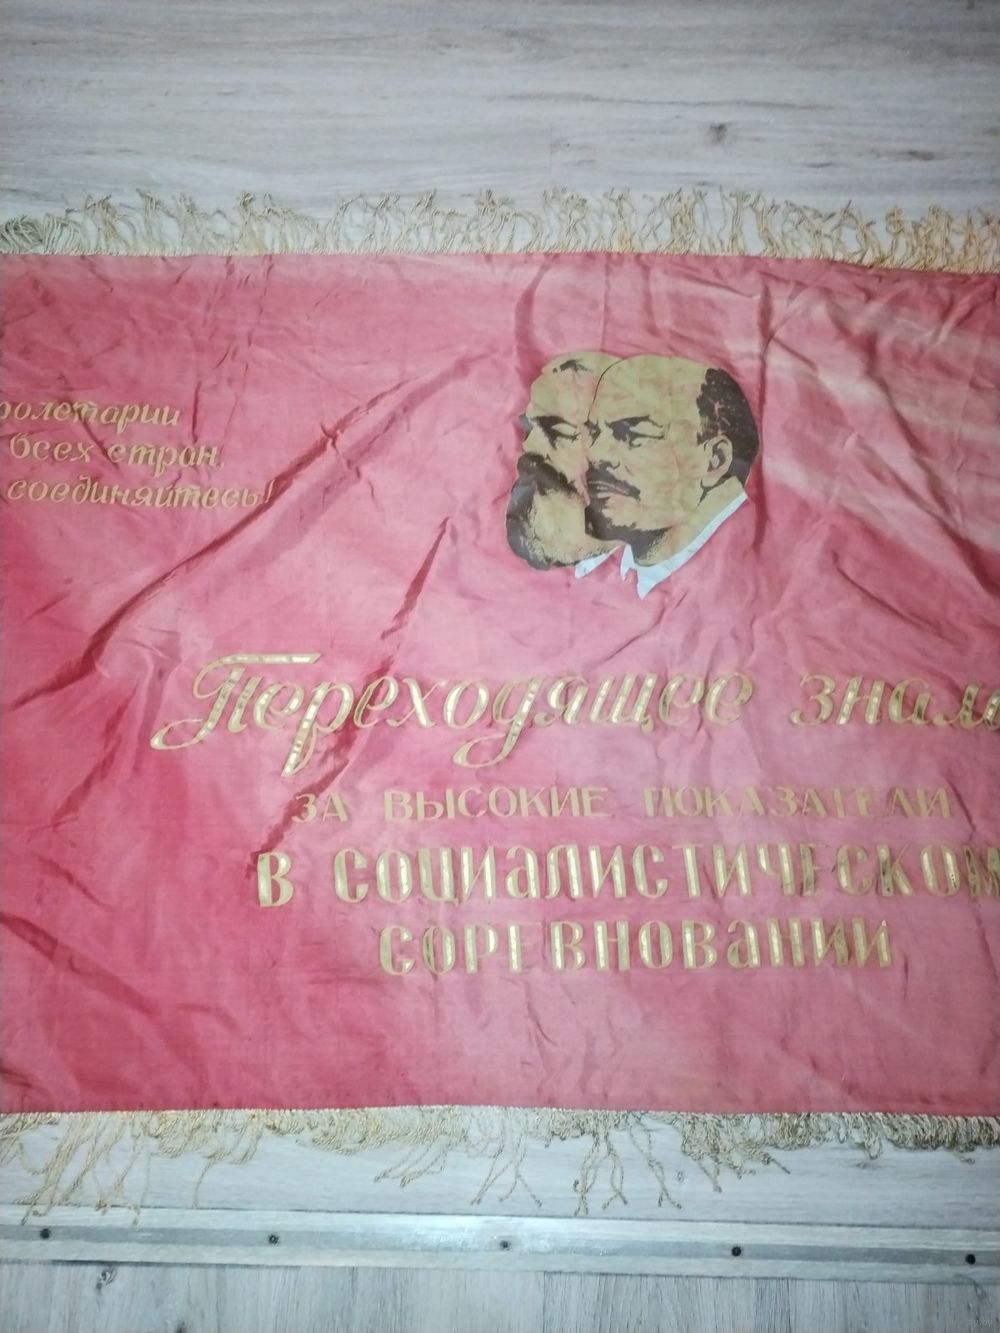 ролетарии
всех стран,
соединяйтесь!
Переходящее знам
ЗА ВЫСОКИЕ ПОКАЗАТЕЛИ
В СОЦИАЛИСТИЧЕСКОМ
СОРЕВНОВАНИИ